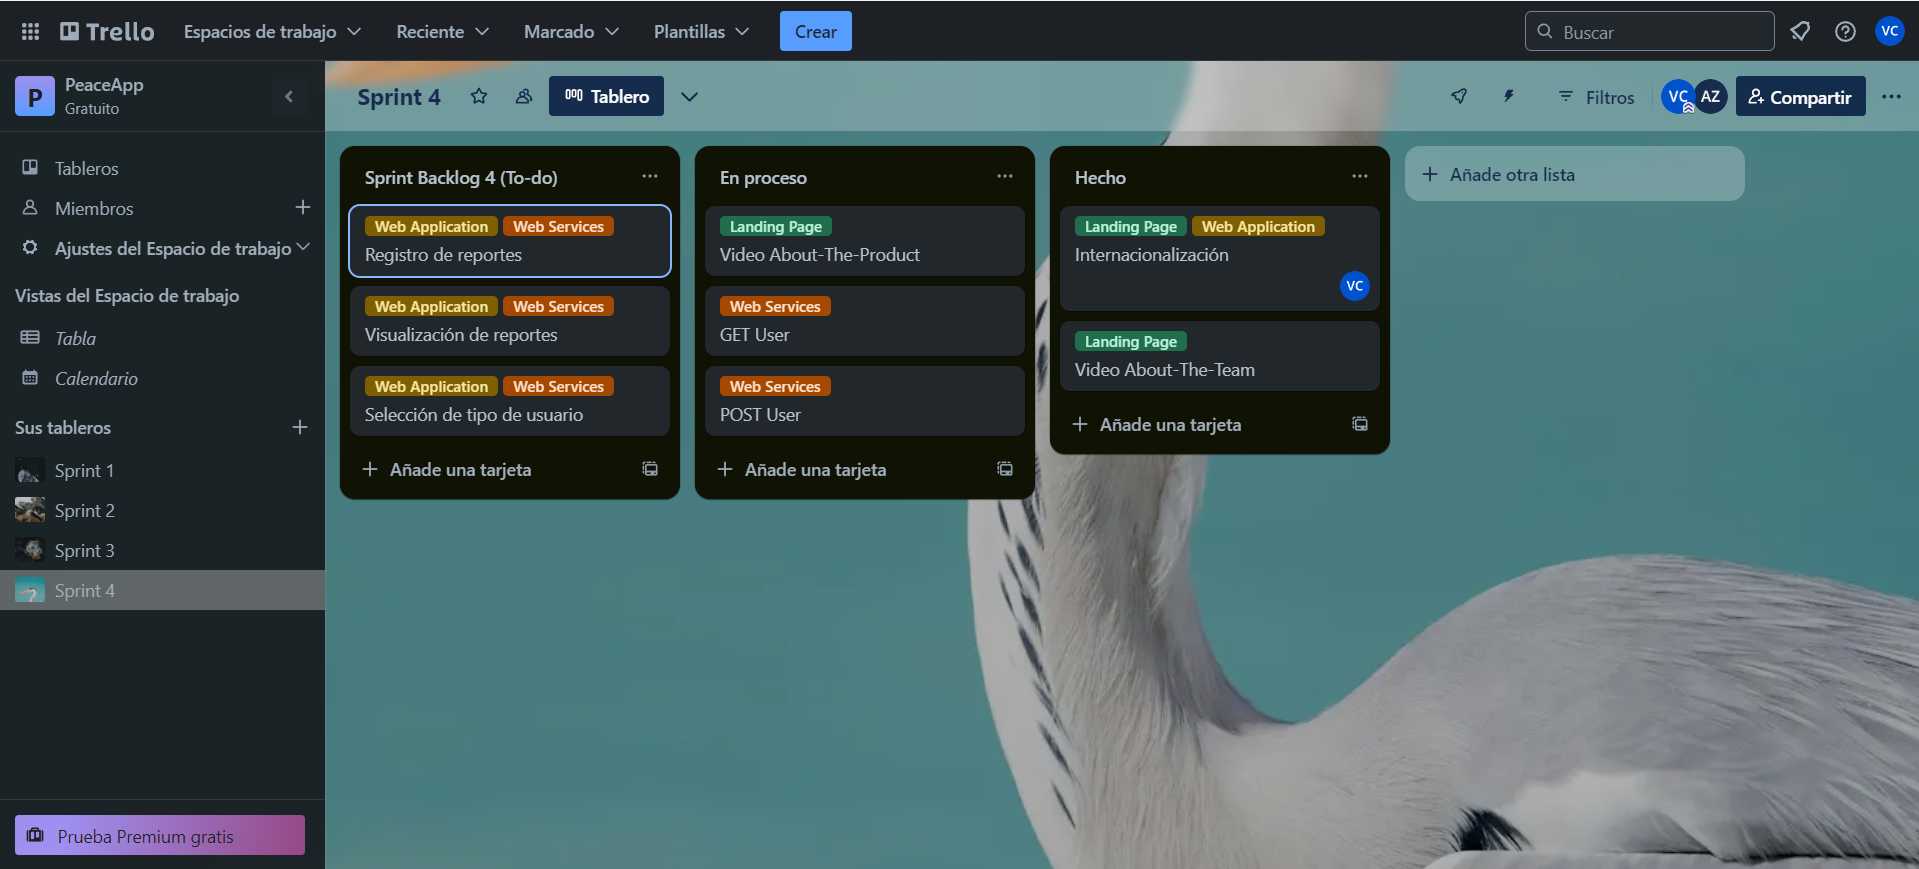 Trello
Espacios de trabajo
Reciente
Marcado
Plantillas
Crear
Buscar
VC
P
PeaceApp
Gratuito
Tableros
Miembros
Ajustes del Espacio de trabajo
Vistas del Espacio de trabajo
Tabla
Calendario
Sus tableros
Sprint 1
Sprint 2
Sprint 3
Sprint 4
Prueba Premium gratis
Sprint 4
Tablero
Filtros
VC
AZ
Compartir
Sprint Backlog 4 (To-do)
Web Application Web Services
Registro de reportes
Web Application Web Services
Visualización de reportes
Web Application Web Services
Selección de tipo de usuario
Añade una tarjeta
En proceso
Landing Page
Video About-The-Product
Web Services
GET User
Web Services
POST User
Añade una tarjeta
Hecho
Landing Page Web Application
Internacionalización
VC
Landing Page
Video About-The-Team
Añade una tarjeta
Añade otra lista